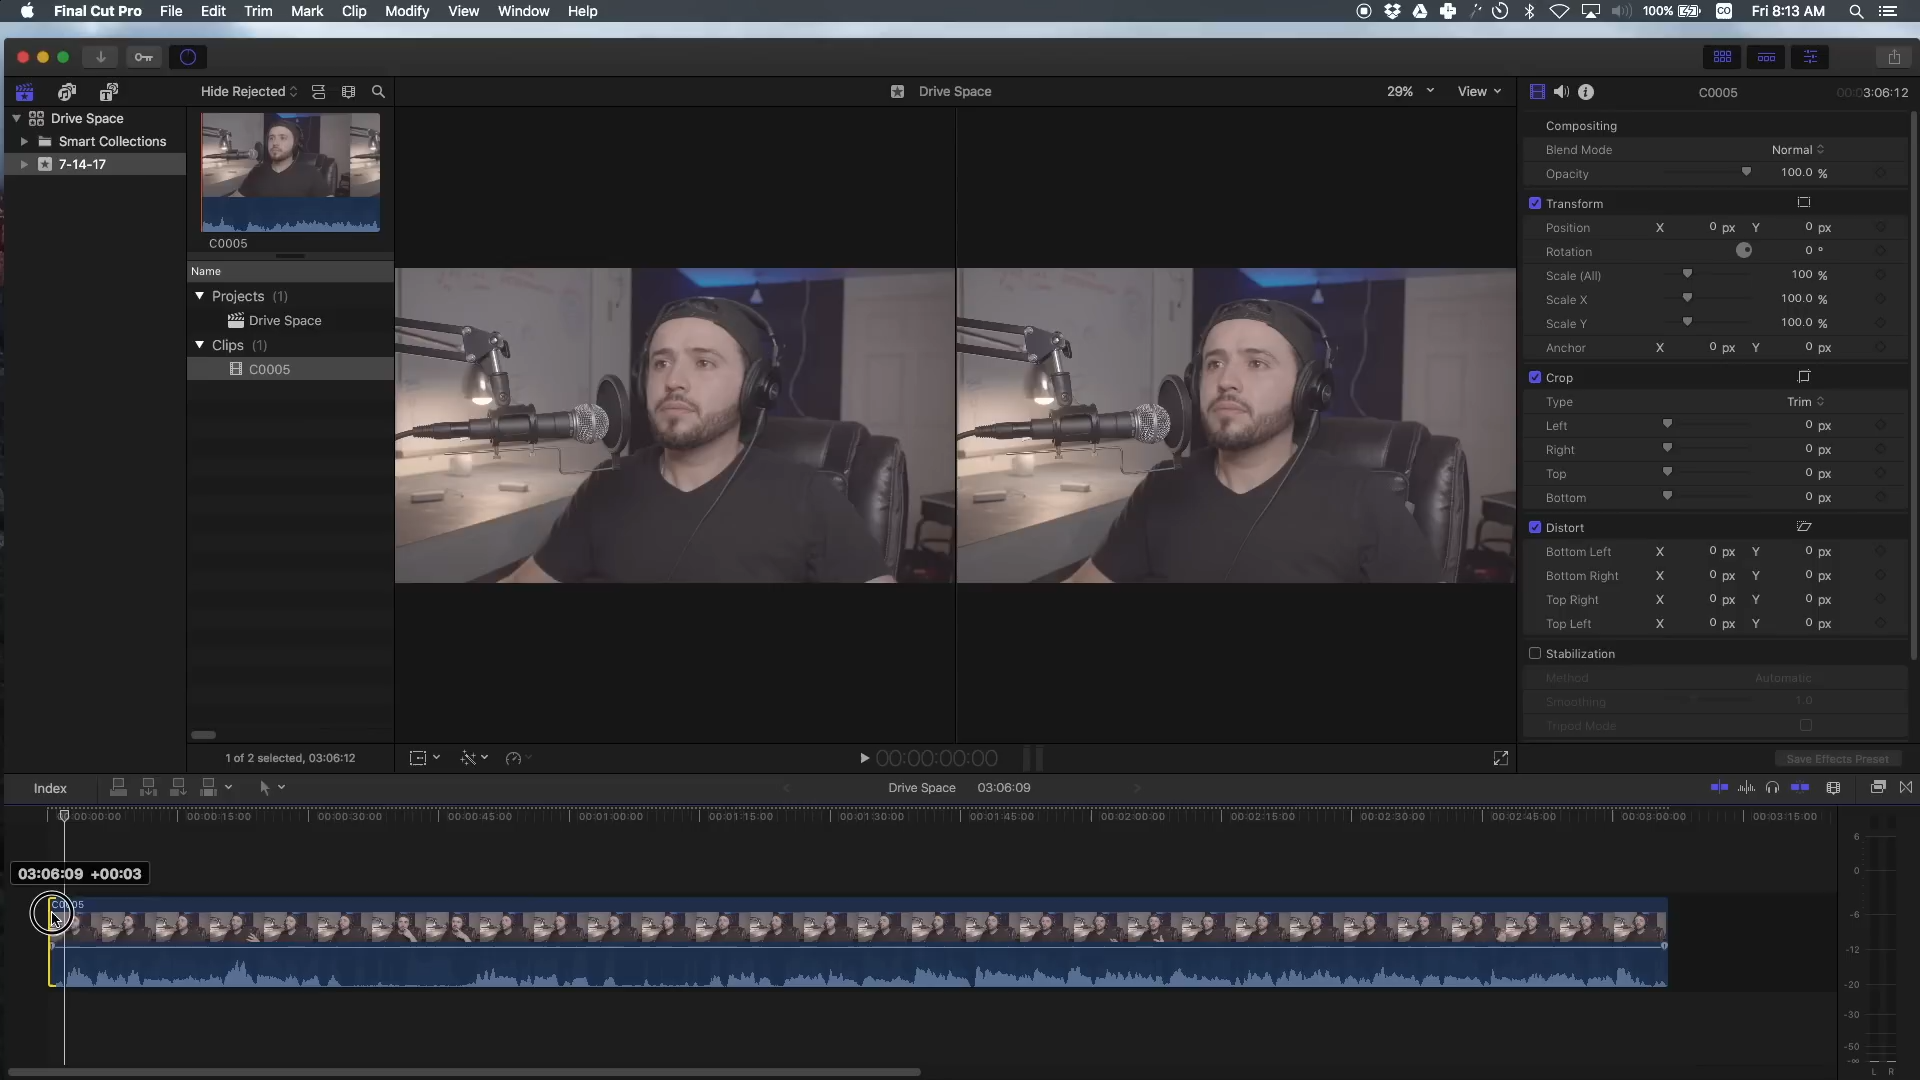 Final Cut Pro File Edit Trim Mark Clip Modify View Window Help 100% Fri 8:13 AM
Hide Rejected Drive Space 29% View C0005 00:03:06:12
Drive Space
Smart Collections
7-14-17
C0005
Name
Projects (1)
Drive Space
Clips (1)
C0005
Compositing
Blend Mode Normal
Opacity 100.0 %
Transform
Position X 0 px Y 0 px
Rotation 0 °
Scale (All) 100 %
Scale X 100.0 %
Scale Y 100.0 %
Anchor X 0 px Y 0 px
Crop
Type Trim
Left 0 px
Right 0 px
Top 0 px
Bottom 0 px
Distort
Bottom Left X 0 px Y 0 px
Bottom Right X 0 px Y 0 px
Top Right X 0 px Y 0 px
Top Left X 0 px Y 0 px
Stabilization
Method Automatic
Smoothing 1.0
Tripod Mode
1 of 2 selected, 03:06:12 00:00:00:00 Save Effects Preset
Index Drive Space 03:06:09
00:00:00 00:00:15:00 00:00:30:00 00:00:45:00 00:01:00:00 00:01:15:00 00:01:30:00 00:01:45:00 00:02:00:00 00:02:15:00 00:02:30:00 00:02:45:00 00:03:00:00 00:03:15:00
03:06:09 +00:03
C0005
6
0
-6
-12
-20
-30
-50
-∞
L R